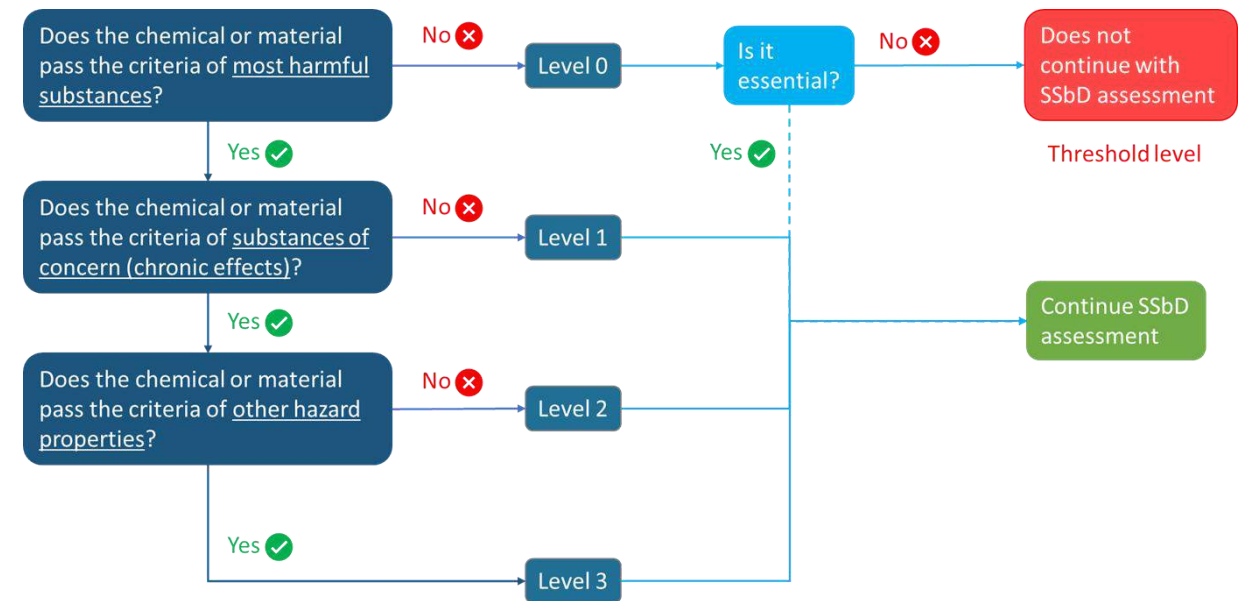 Does the chemical or material
pass the criteria of most harmful
substances?
No
Level 0
Is it
essential?
No
Does not
continue with
SSbD assessment
Yes
Yes
Threshold level
Does the chemical or material
pass the criteria of substances of
concern (chronic effects)?
No
Level 1
Yes
Continue SSbD
assessment
Does the chemical or material
pass the criteria of other hazard
properties?
No
Level 2
Yes
Level 3